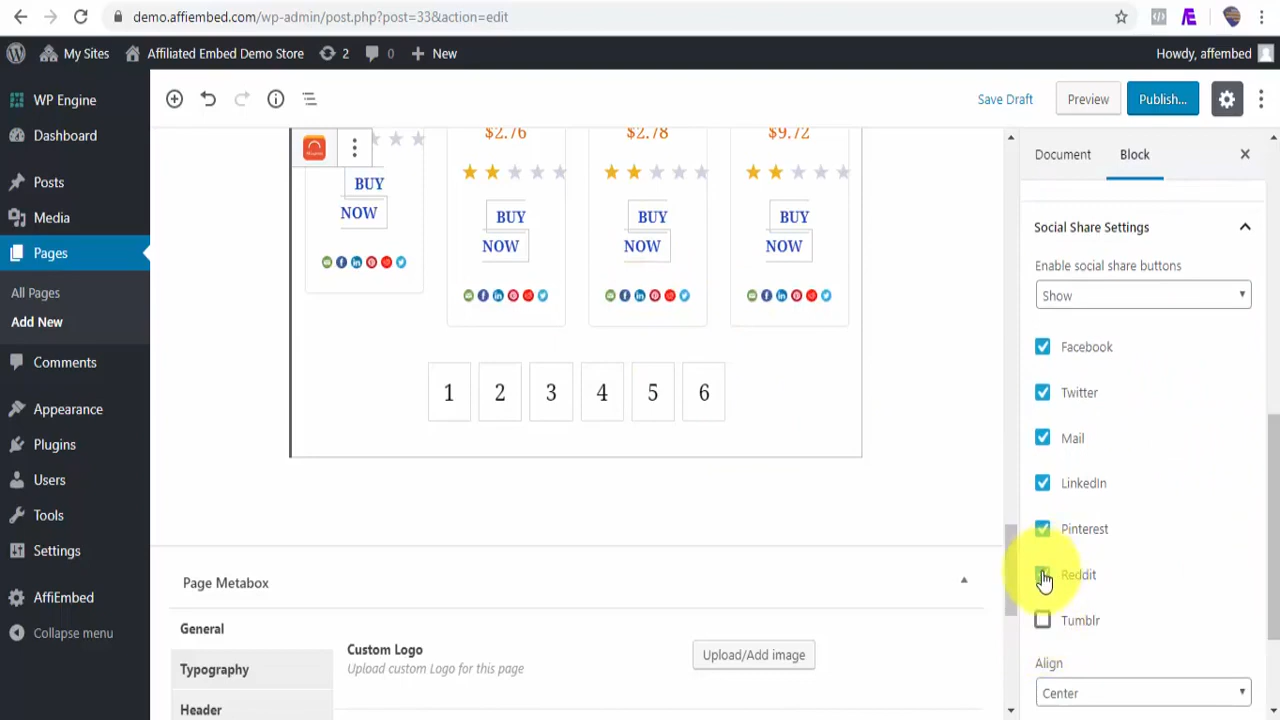 demo.affiembed.com/wp-admin/post.php?post=33&action=edit
My Sites
Affiliated Embed Demo Store
2
0
New
Howdy, affembed
WP Engine
Dashboard
Posts
Media
Pages
All Pages
Add New
Comments
Appearance
Plugins
Users
Tools
Settings
AffiEmbed
Collapse menu
Save Draft
Preview
Publish...
$2.76
$2.78
$9.72
BUY
NOW
BUY
NOW
BUY
NOW
BUY
NOW
1 2 3 4 5 6
Page Metabox
General
Typography
Header
Custom Logo
Upload custom Logo for this page
Upload/Add image
Document
Block
Social Share Settings
Enable social share buttons
Show
Facebook
Twitter
Mail
LinkedIn
Pinterest
Reddit
Tumblr
Align
Center